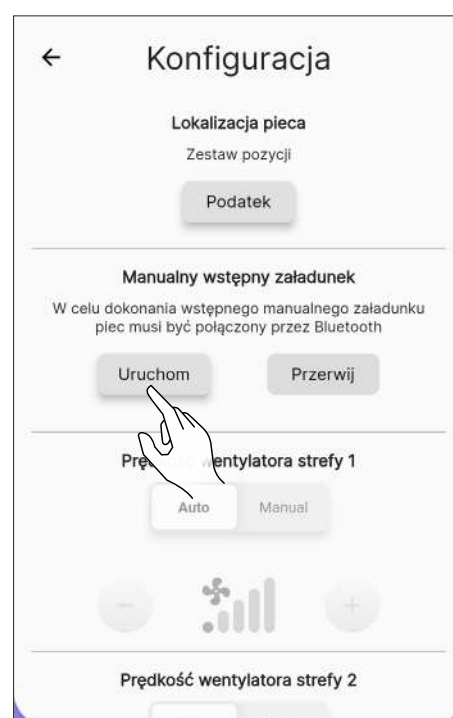 Konfiguracja
Lokalizacja pieca
Zestaw pozycji
Podatek
Manualny wstępny załadunek
W celu dokonania wstępnego manualnego załadunku
piec musi być połączony przez Bluetooth
Uruchom
Przerwij
wentylatora strefy 1
Auto
Manual
Prędkość wentylatora strefy 2